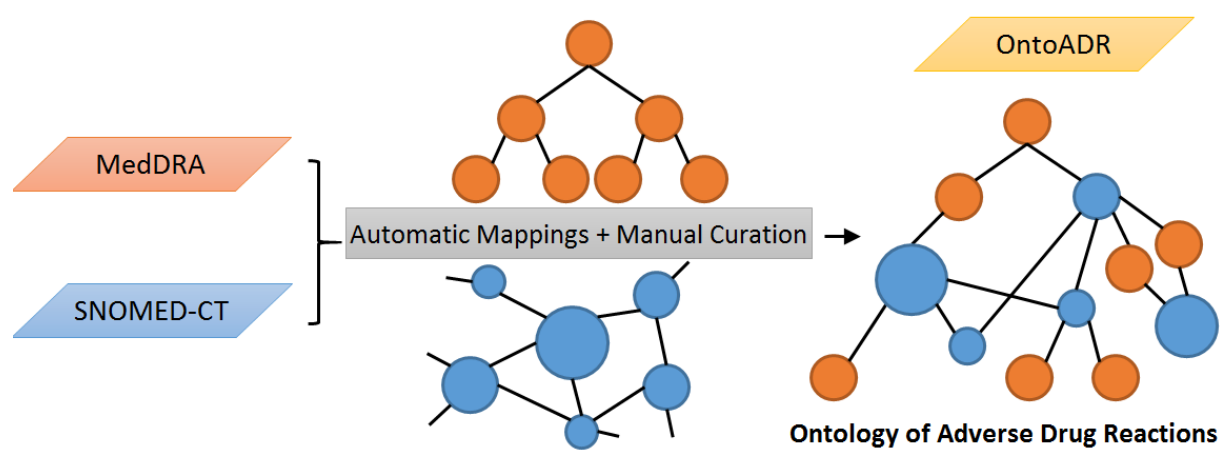 MedDRA
SNOMED-CT
Automatic Mappings + Manual Curation
OntoADR
Ontology of Adverse Drug Reactions